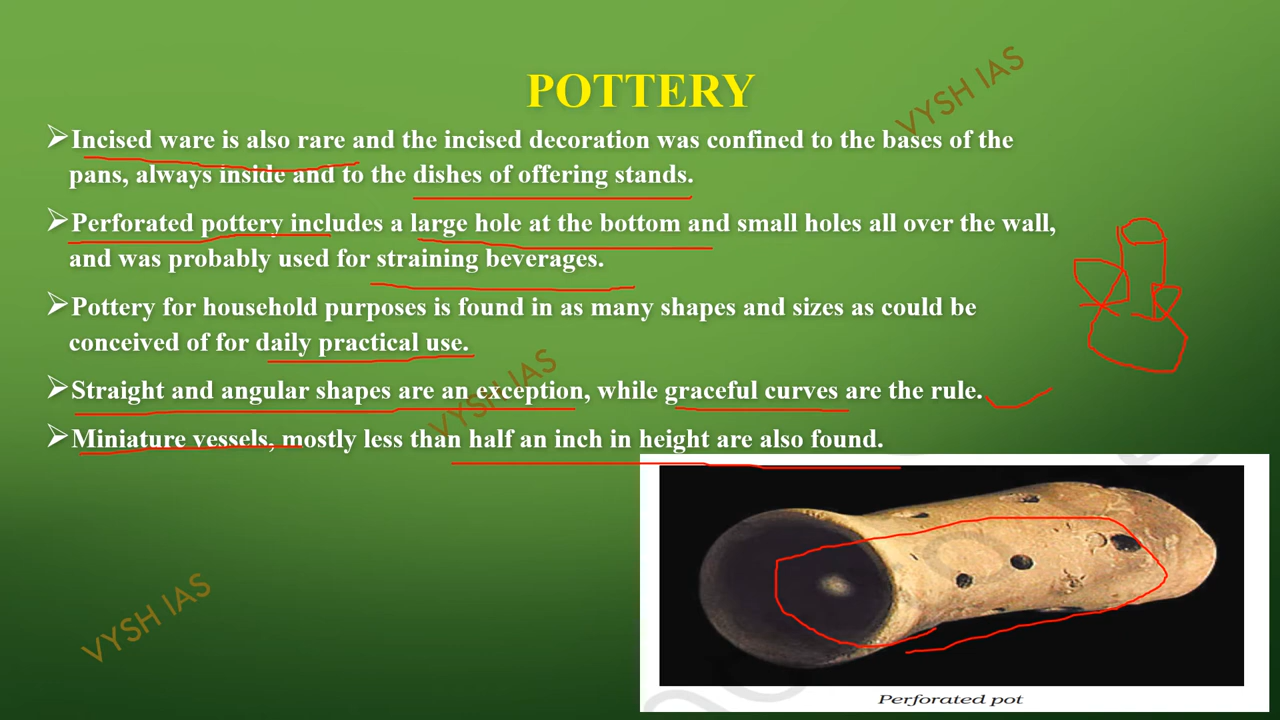 POTTERY
VYSH IAS
➢Incised ware is also rare and the incised decoration was confined to the bases of the
pans, always inside and to the dishes of offering stands.
➢Perforated pottery includes a large hole at the bottom and small holes all over the wall,
and was probably used for straining beverages.
➢Pottery for household purposes is found in as many shapes and sizes as could be
conceived of for daily practical use.
➢Straight and angular shapes are an exception, while graceful curves are the rule.
VYSH IAS
➢Miniature vessels, mostly less than half an inch in height are also found.
VYSH IAS
Perforated pot